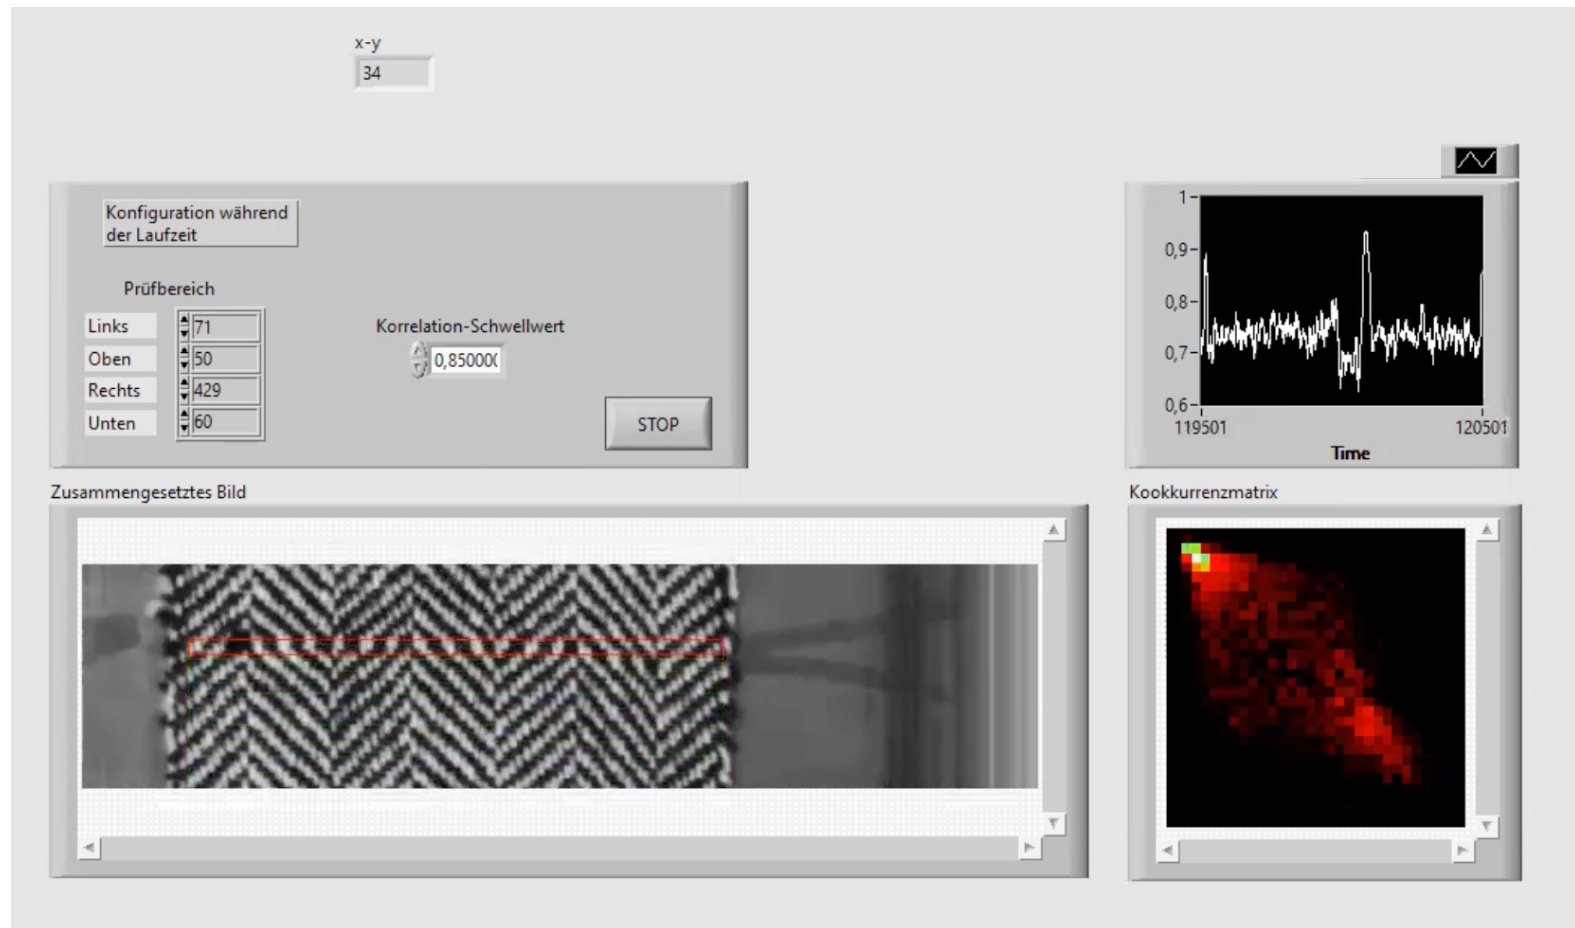 x-y
34
Konfiguration während
der Laufzeit
Prüfbereich
Links 71
Oben 50
Rechts 429
Unten 60
Korrelation-Schwellwert
0,850000
STOP
1
0,9
0,8
0,7
0,6
119501 120501
Time
Zusammengesetztes Bild
Kookkurrenzmatrix